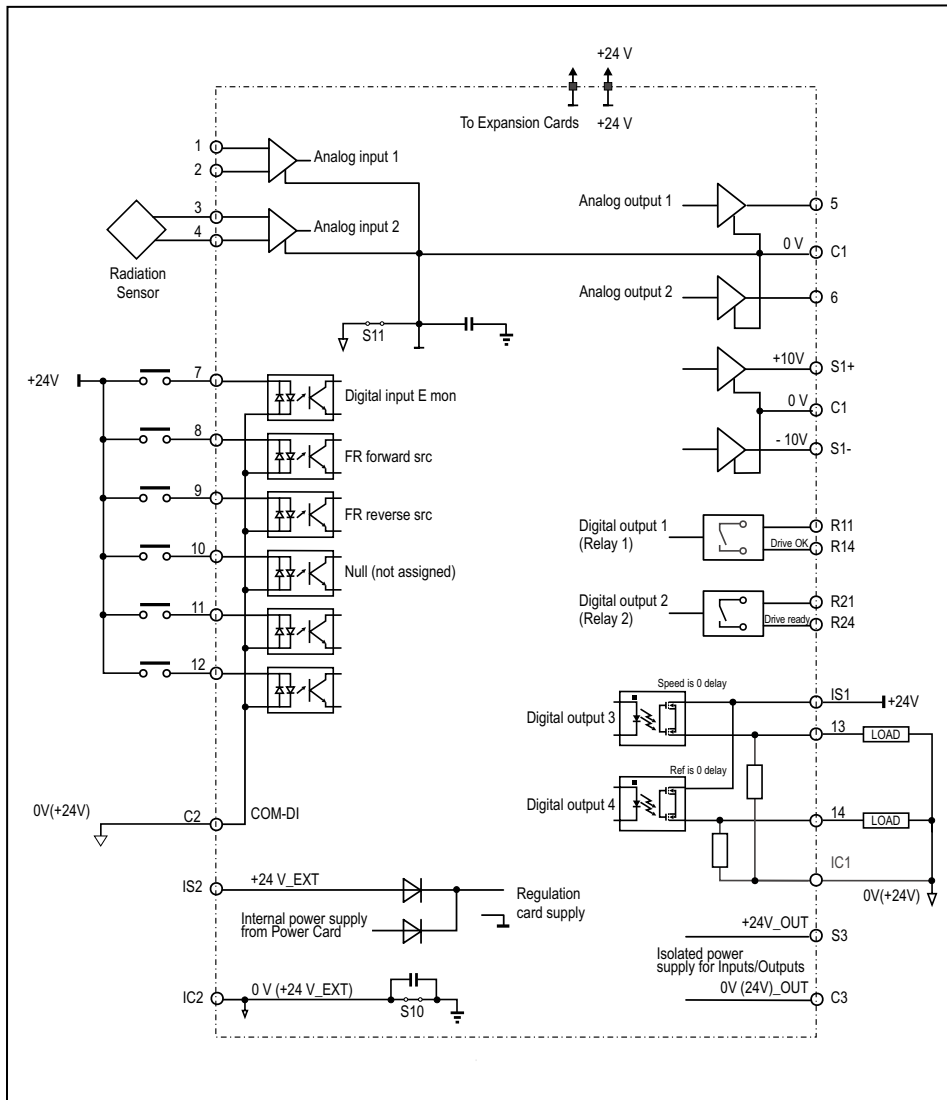 +24 V
To Expansion Cards +24 V
1
2
Analog input 1
3
4
Analog input 2
Radiation
Sensor
Analog output 1
5
0 V
C1
Analog output 2
6
S11
+10V
S1+
0 V
C1
- 10V
S1-
+24V
7
Digital input E mon
8
FR forward src
9
FR reverse src
10
Null (not assigned)
11
12
Digital output 1
(Relay 1)
R11
Drive OK
R14
Digital output 2
(Relay 2)
R21
Drive ready
R24
Speed is 0 delay
IS1
+24V
Digital output 3
13
LOAD
Ref is 0 delay
Digital output 4
14
LOAD
IC1
0V(+24V)
0V(+24V)
C2
COM-DI
IS2
+24 V_EXT
Internal power supply
from Power Card
Regulation
card supply
+24V_OUT
S3
Isolated power
supply for Inputs/Outputs
0V (24V)_OUT
C3
IC2
0 V (+24 V_EXT)
S10